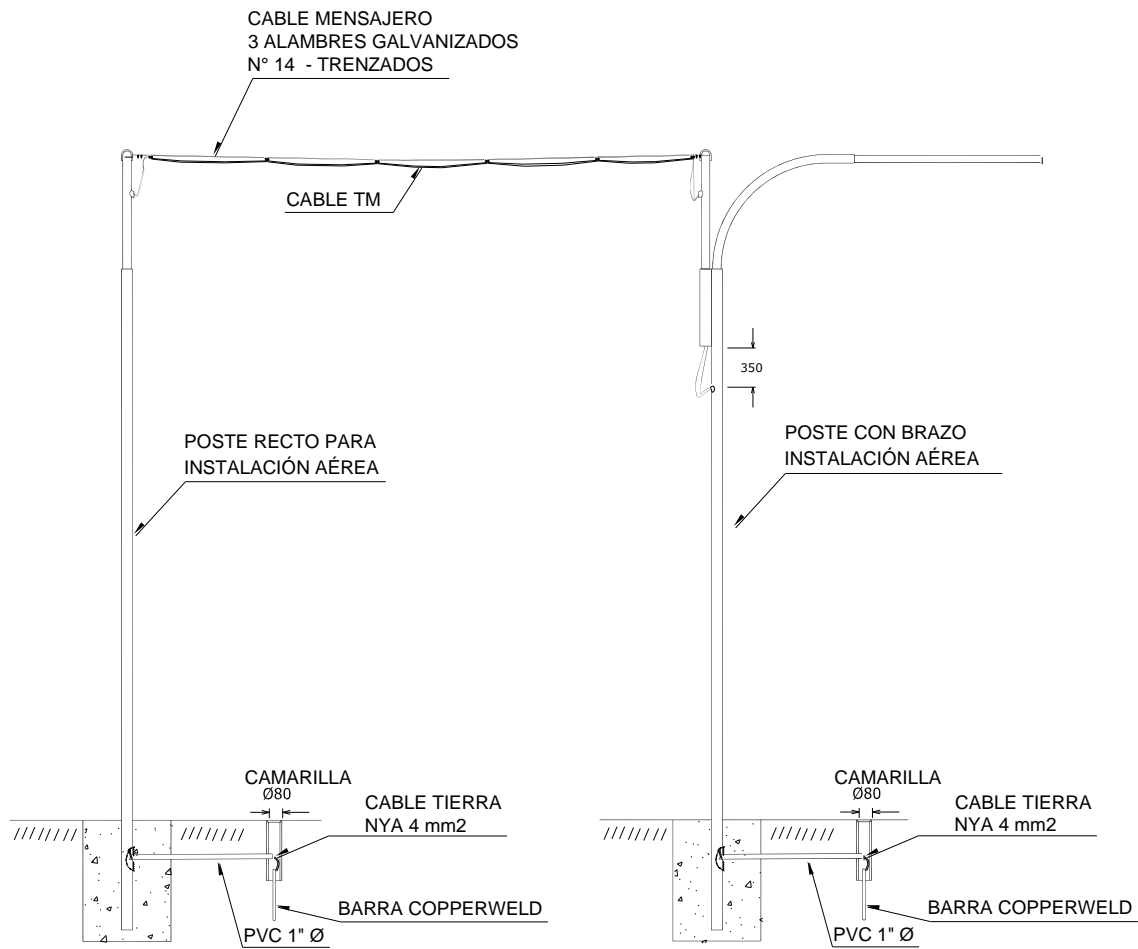 CABLE MENSAJERO
3 ALAMBRES GALVANIZADOS
N° 14 - TRENZADOS
CABLE TM
350
POSTE RECTO PARA
INSTALACIÓN AÉREA
POSTE CON BRAZO
INSTALACIÓN AÉREA
CAMARILLA
Ø80
CABLE TIERRA
NYA 4 mm2
BARRA COPPERWELD
PVC 1" Ø
CAMARILLA
Ø80
CABLE TIERRA
NYA 4 mm2
BARRA COPPERWELD
PVC 1" Ø